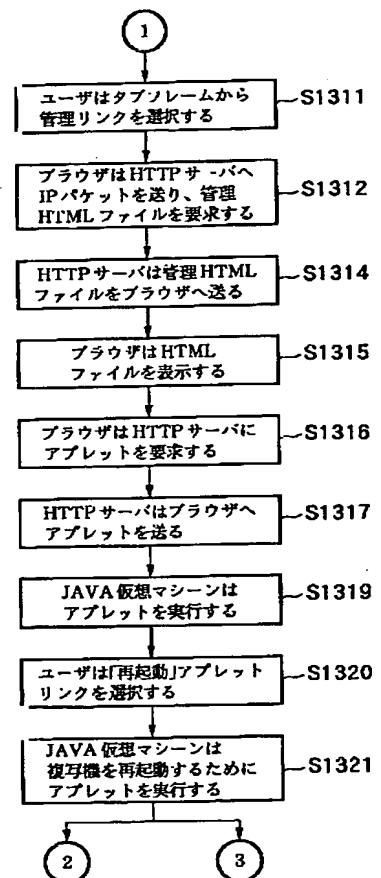 1
ユーザはタブソレームから
管理リンクを選択する
S1311
ブラウザはHTTPサーバへ
IPパケットを送り、管理
HTMLファイルを要求する
S1312
HTTPサーバは管理HTML
ファイルをブラウザへ送る
S1314
ブラウザはHTML
ファイルを表示する
S1315
ブラウザはHTTPサーバに
アプレットを要求する
S1316
HTTPサーバはブラウザへ
アプレットを送る
S1317
JAVA仮想マシーンは
アプレットを実行する
S1319
ユーザは「再起動」アプレット
リンクを選択する
S1320
JAVA仮想マシーンは
複写機を再起動するために
アプレットを実行する
S1321
2
3